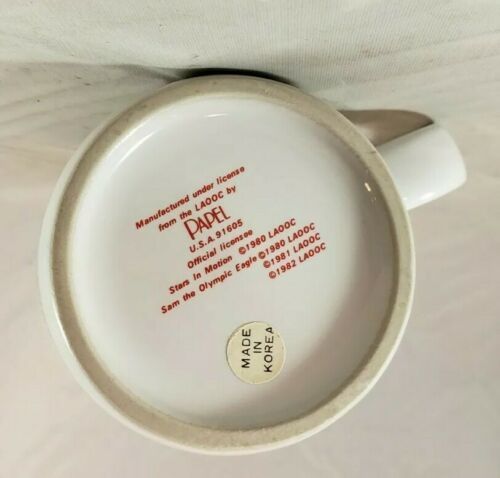 Manufactured under license
from the LAOOC by
PAPEL
U.S.A. 91605
Official licensee
Stars In Motion ©1980 LAOOC
Sam the Olympic Eagle ©1980 LAOOC
©1981 LAOOC
©1982 LAOOC
MADE
IN
KOREA